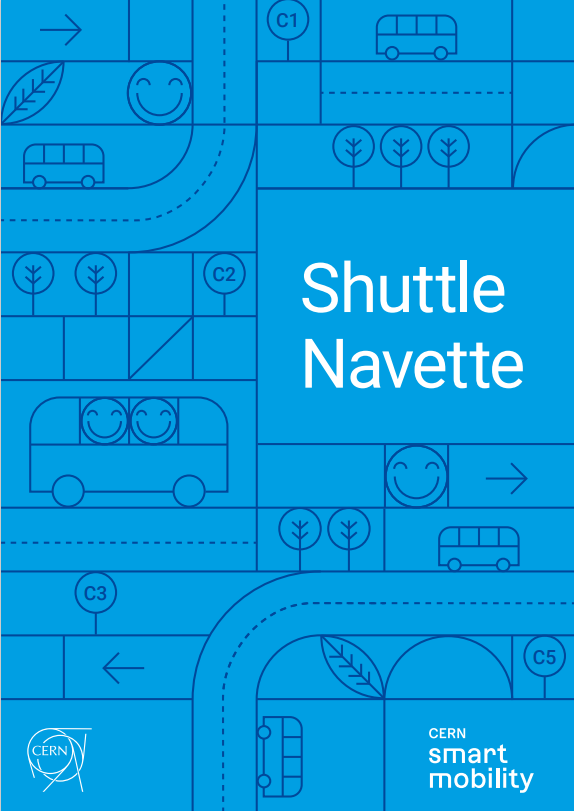 C1
C2
Shuttle
Navette
C3
C5
CERN
CERN
smart
mobility